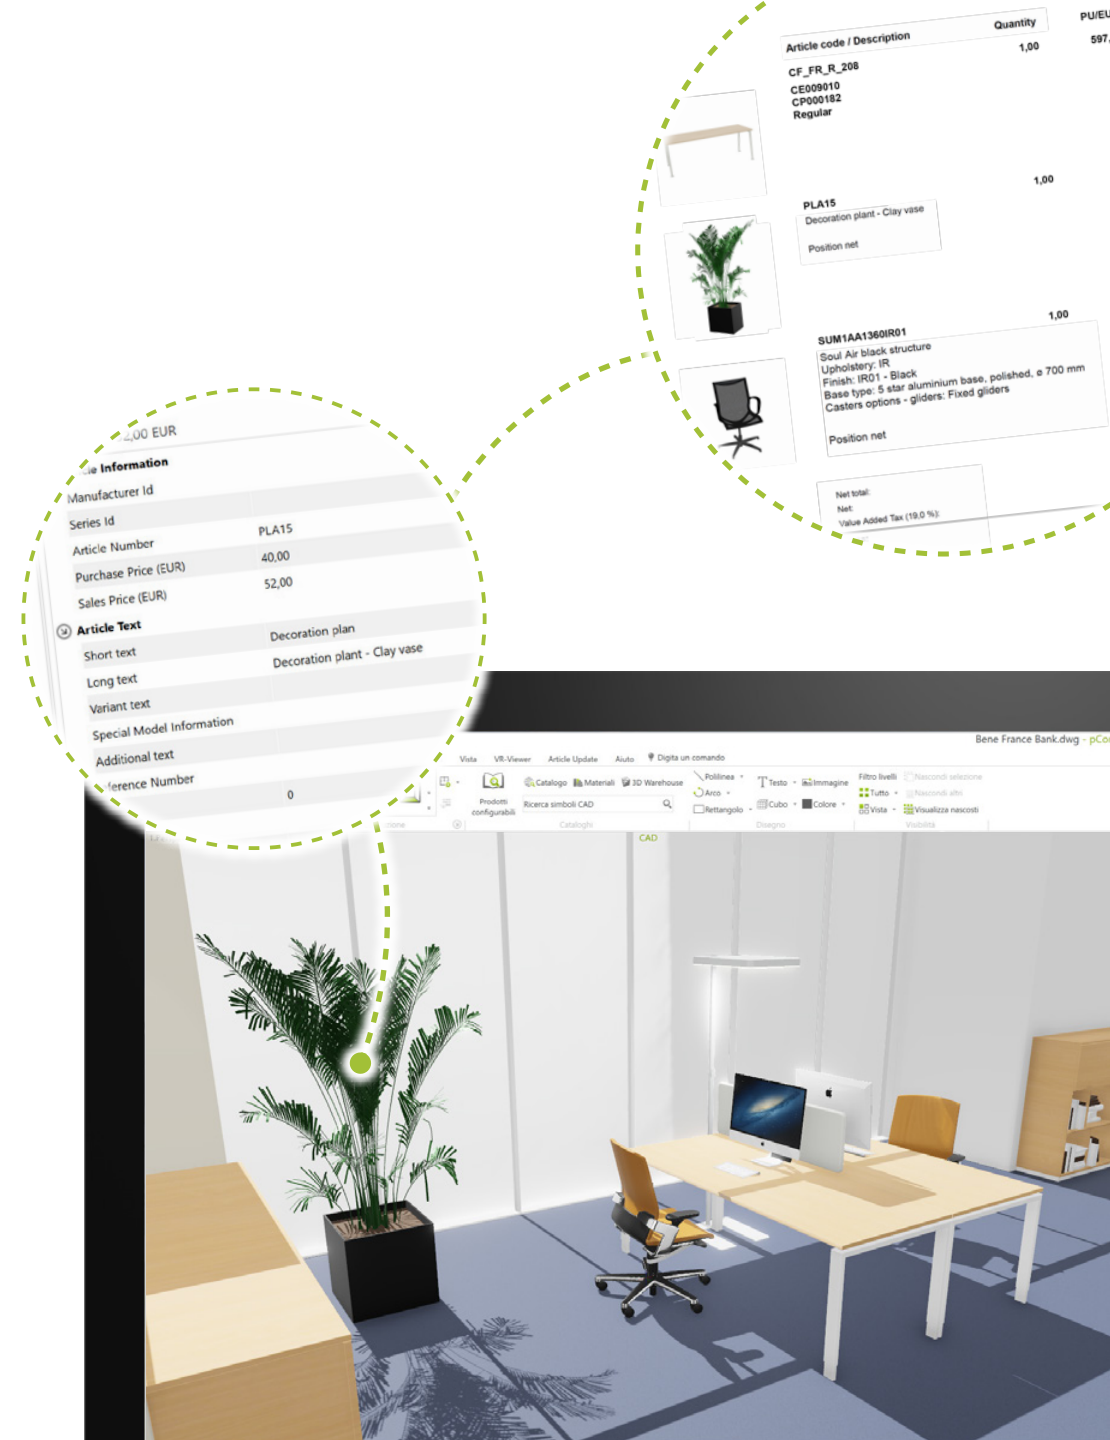 Article code / Description Quantity PU/EU
CF_FR_R_208 1,00 597,
CE009010
CP000182
Regular
PLA15 1,00
Decoration plant - Clay vase
Position net
SUM1AA1360IR01 1,00
Soul Air black structure
Upholstery: IR
Finish: IR01 - Black
Base type: 5 star aluminium base, polished, ø 700 mm
Casters options - gliders: Fixed gliders
Position net
Net total:
Net:
Value Added Tax (19,0 %):
2,00 EUR
Information
Manufacturer Id
Series Id
Article Number PLA15
Purchase Price (EUR) 40,00
Sales Price (EUR) 52,00
Article Text
Short text Decoration plan
Long text Decoration plant - Clay vase
Variant text
Special Model Information
Additional text
erence Number
0
Bene France Bank.dwg - pCo
Vista VR-Viewer Article Update Aiuto Digita un comando
Prodotti
configurabili
Catalogo Materiali 3D Warehouse
Ricerca simboli CAD
Cataloghi
Polilinea Testo Immagine
Arco
Rettangolo Cubo Colore
Disegno
Filtro livelli Nascondi selezione
Tutto Nascondi altri
Vista Visualizza nascosti
Visibilità
CAD